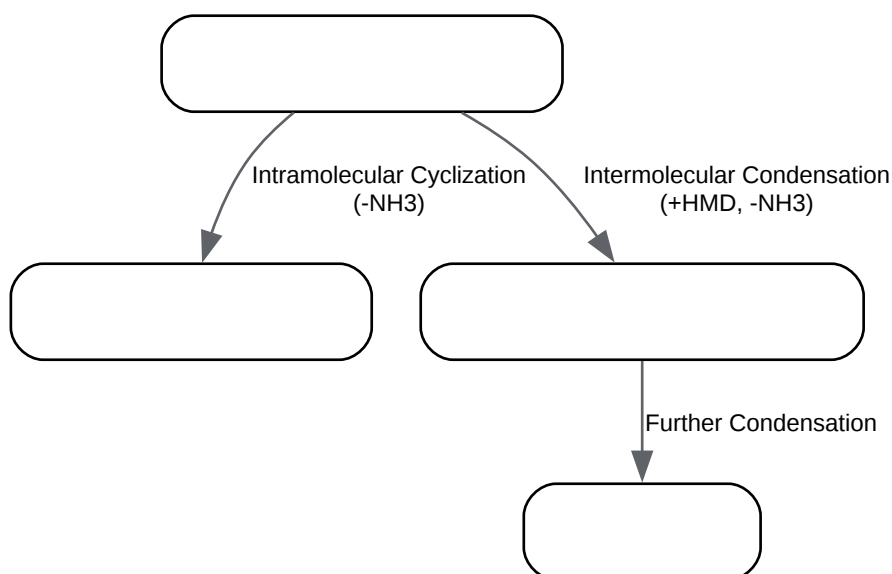 Intramolecular Cyclization
(-NH3)
Intermolecular Condensation
(+HMD, -NH3)
Further Condensation